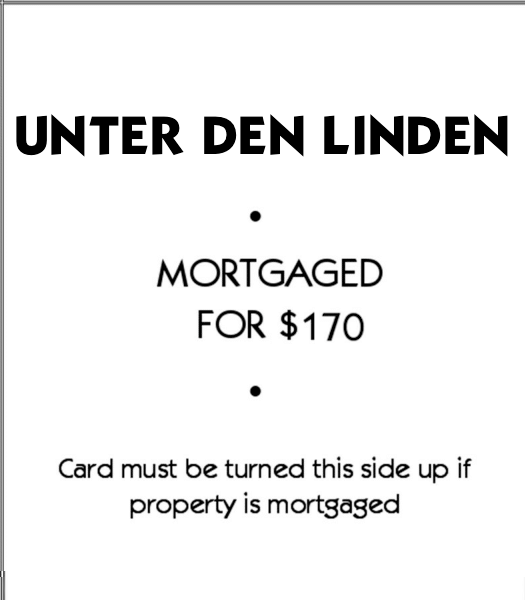 UNTER DEN LINDEN
•
MORTGAGED
FOR $170
•
Card must be turned this side up if
property is mortgaged